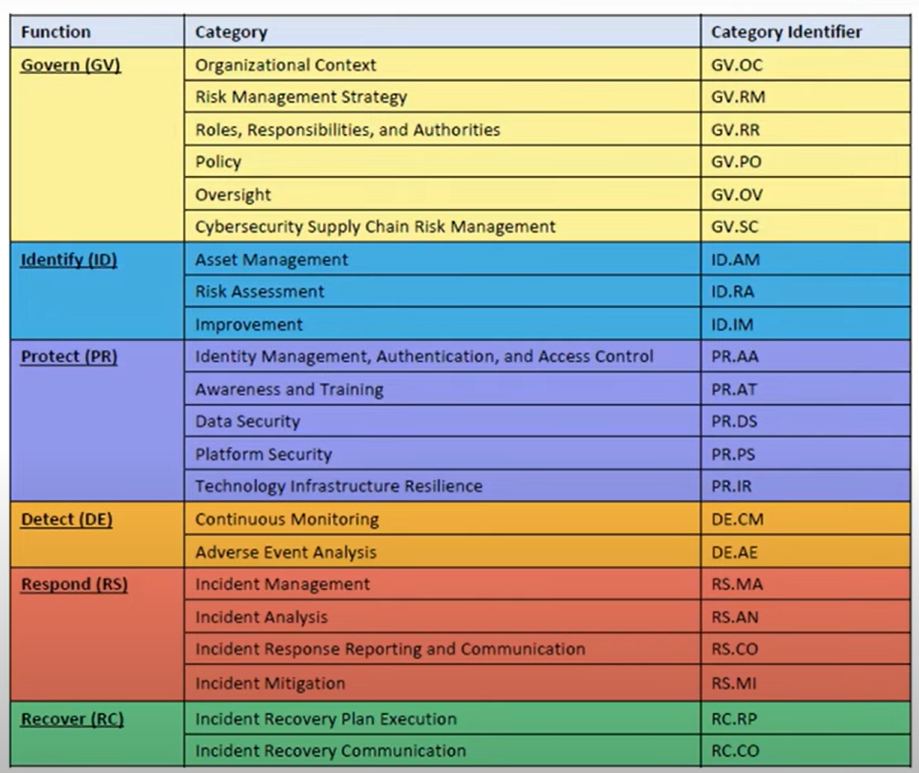 Function Category Category Identifier
Govern (GV) Organizational Context GV.OC
Risk Management Strategy GV.RM
Roles, Responsibilities, and Authorities GV.RR
Policy GV.PO
Oversight GV.OV
Cybersecurity Supply Chain Risk Management GV.SC
Identify (ID) Asset Management ID.AM
Risk Assessment ID.RA
Improvement ID.IM
Protect (PR) Identity Management, Authentication, and Access Control PR.AA
Awareness and Training PR.AT
Data Security PR.DS
Platform Security PR.PS
Technology Infrastructure Resilience PR.IR
Detect (DE) Continuous Monitoring DE.CM
Adverse Event Analysis DE.AE
Respond (RS) Incident Management RS.MA
Incident Analysis RS.AN
Incident Response Reporting and Communication RS.CO
Incident Mitigation RS.MI
Recover (RC) Incident Recovery Plan Execution RC.RP
Incident Recovery Communication RC.CO